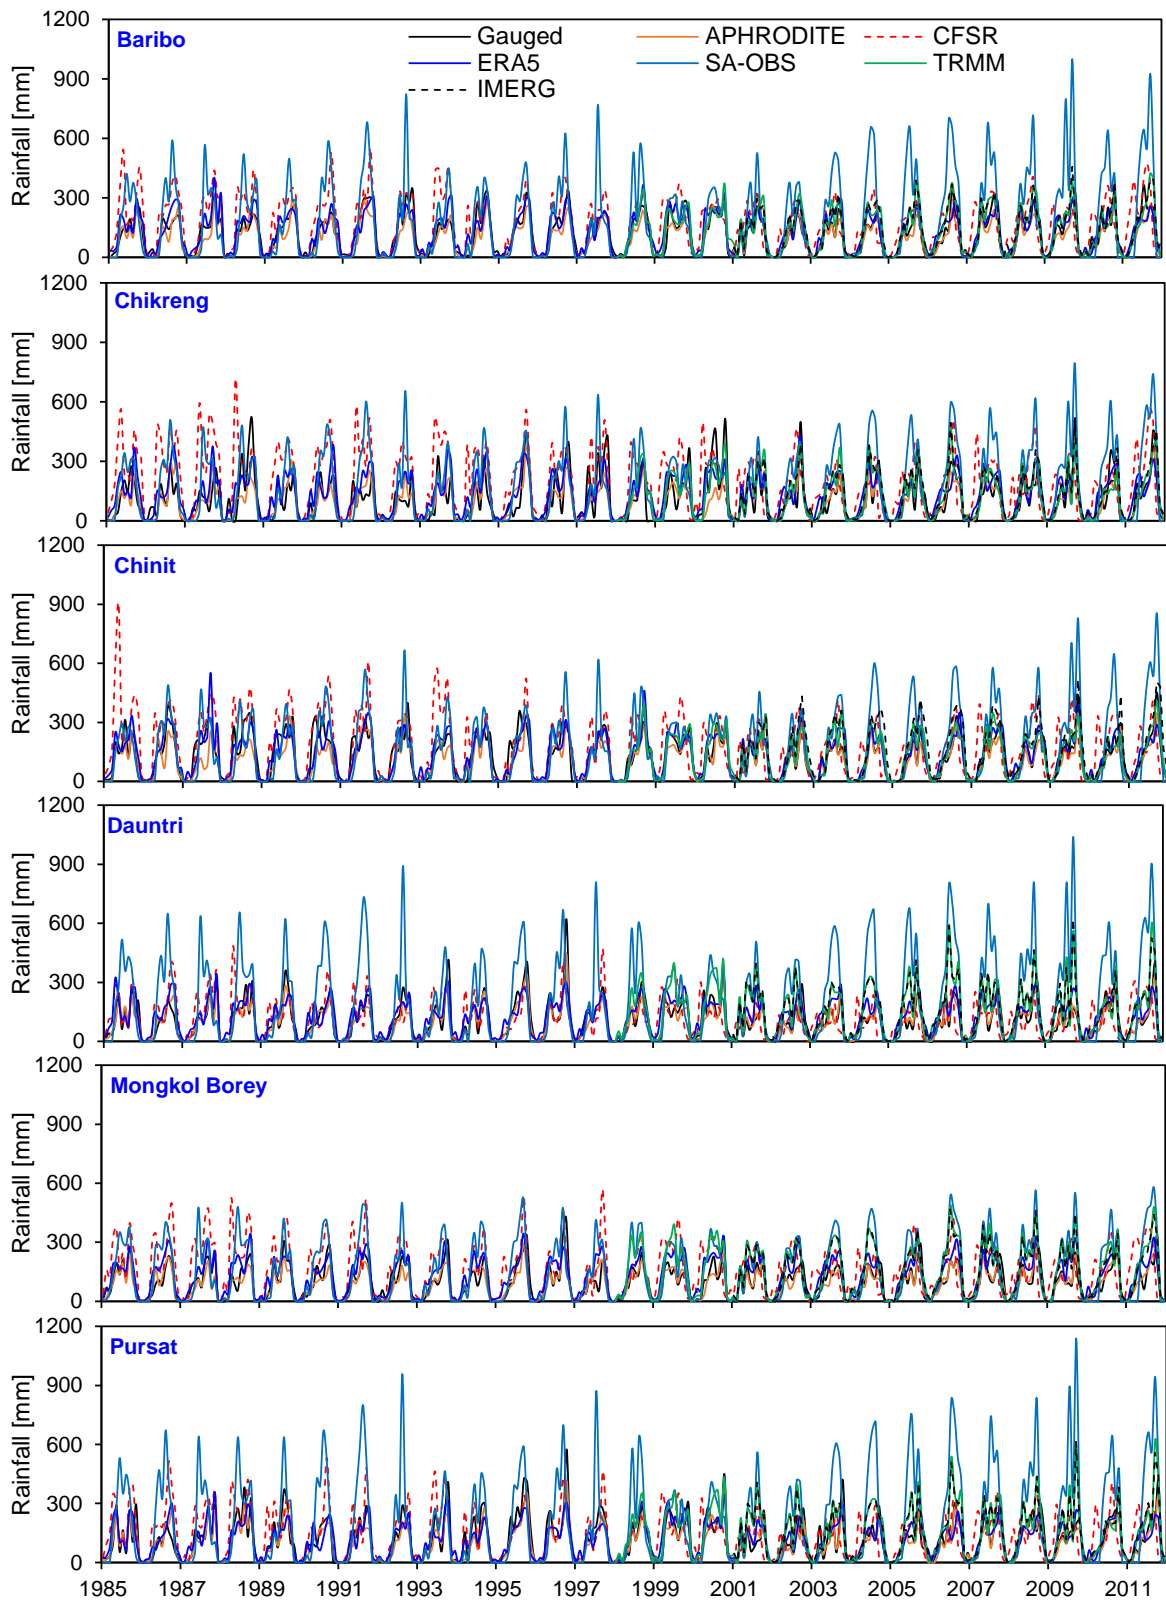 1200
Baribo
Gauged APHRODITE CFSR
ERA5 SA-OBS TRMM
IMERG
900
600
300
0
Rainfall [mm]
1200
Chikreng
900
600
300
0
Rainfall [mm]
1200
Chinit
900
600
300
0
Rainfall [mm]
1200
Dauntri
900
600
300
0
Rainfall [mm]
1200
Mongkol Borey
900
600
300
0
Rainfall [mm]
1200
Pursat
900
600
300
0
Rainfall [mm]
1985 1987 1989 1991 1993 1995 1997 1999 2001 2003 2005 2007 2009 2011